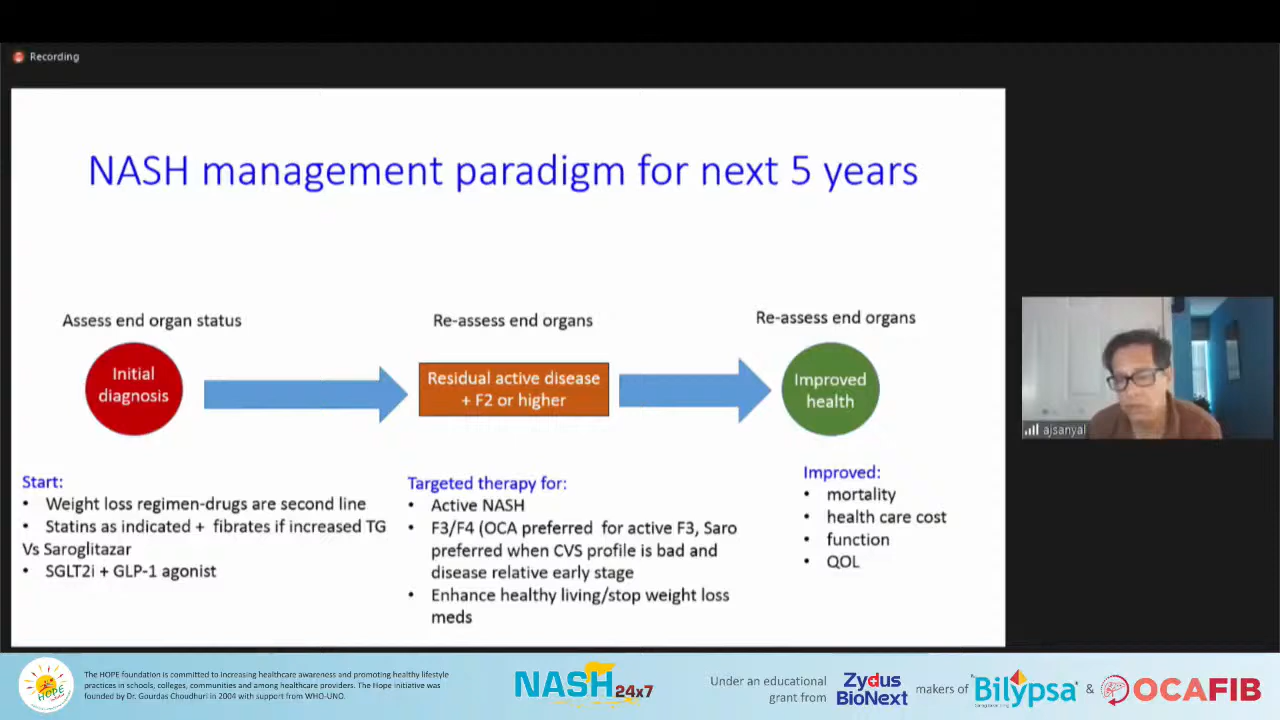 Recording
NASH management paradigm for next 5 years
Assess end organ status
Re-assess end organs
Re-assess end organs
Initial
diagnosis
Residual active disease
+ F2 or higher
Improved
health
Start:
• Weight loss regimen-drugs are second line
• Statins as indicated + fibrates if increased TG
Vs Saroglitazar
• SGLT2i + GLP-1 agonist
Targeted therapy for:
• Active NASH
• F3/F4 (OCA preferred for active F3, Saro
preferred when CVS profile is bad and
disease relative early stage
• Enhance healthy living/stop weight loss
meds
Improved:
• mortality
• health care cost
• function
• QOL
ajsanyal
HOPE
The HOPE foundation is committed to increasing healthcare awareness and promoting healthy lifestyle
practices in schools, colleges, communities and among healthcare providers. The Hope initiative was
founded by Dr. Gourdas Choudhuri in 2004 with support from WHO-UNO.
NASH 24x7
Under an educational
grant from
Zydus
BioNext
makers of
Bilypsa
&
OCAFIB